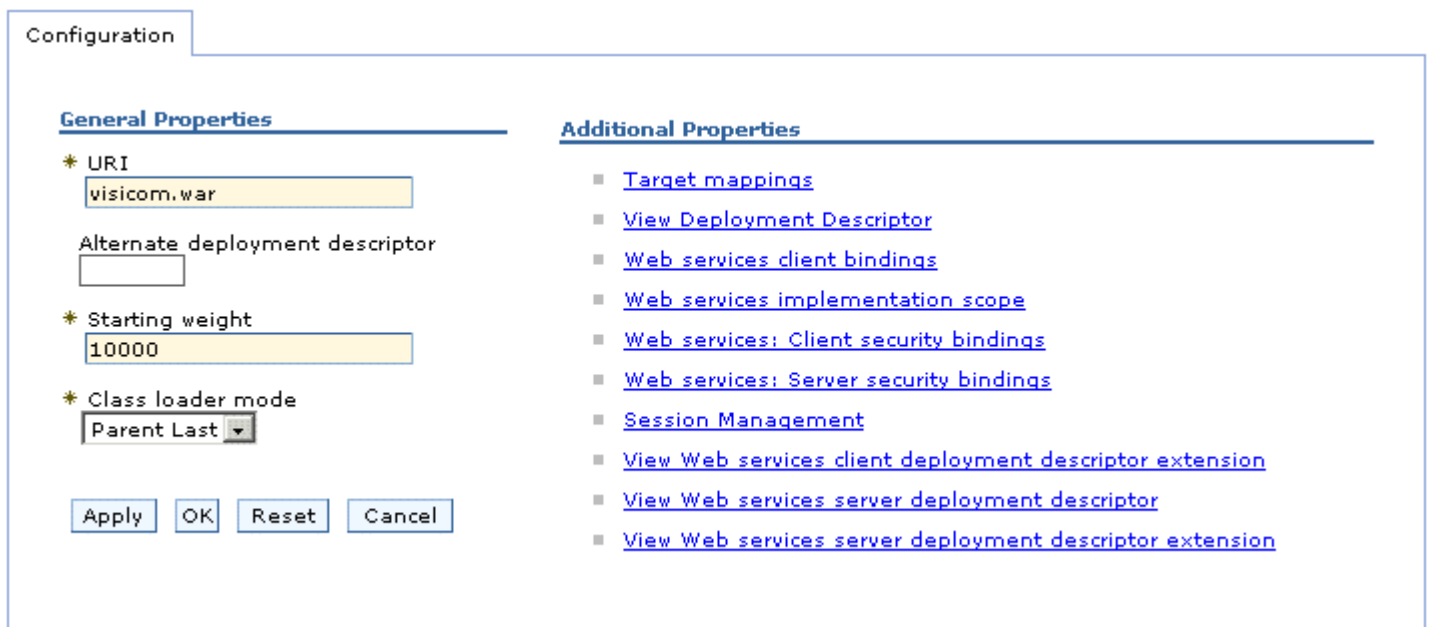 Configuration
General Properties
* URI
visicom.war
Alternate deployment descriptor
* Starting weight
10000
* Class loader mode
Parent Last
Apply OK Reset Cancel
Additional Properties
Target mappings
View Deployment Descriptor
Web services client bindings
Web services implementation scope
Web services: Client security bindings
Web services: Server security bindings
Session Management
View Web services client deployment descriptor extension
View Web services server deployment descriptor
View Web services server deployment descriptor extension